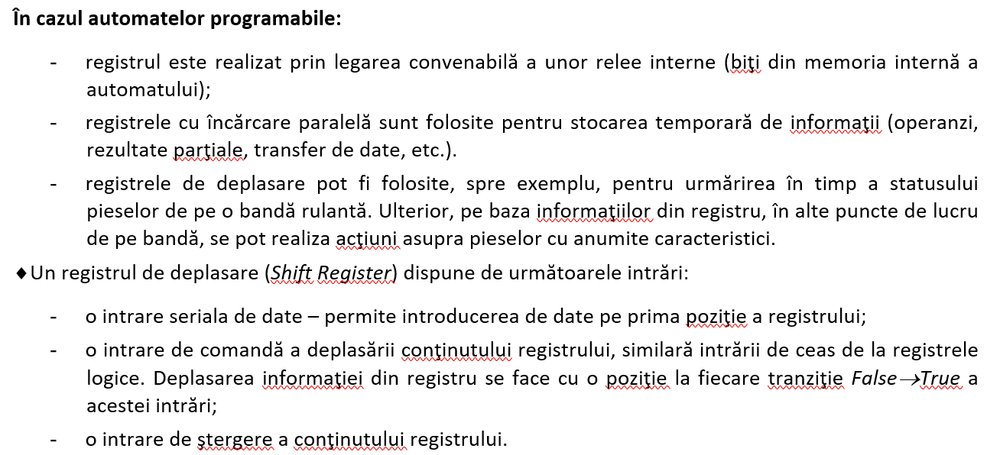 În cazul automatelor programabile:
- registrul este realizat prin legarea convenabilă a unor relee interne (biţi din memoria internă a
automatului);
- registrele cu încărcare paralelă sunt folosite pentru stocarea temporară de informaţii (operanzi,
rezultate parţiale, transfer de date, etc.).
- registrele de deplasare pot fi folosite, spre exemplu, pentru urmărirea în timp a statusului
pieselor de pe o bandă rulantă. Ulterior, pe baza informaţiilor din registru, în alte puncte de lucru
de pe bandă, se pot realiza acţiuni asupra pieselor cu anumite caracteristici.
♦Un registrul de deplasare (Shift Register) dispune de următoarele intrări:
- o intrare seriala de date – permite introducerea de date pe prima poziţie a registrului;
- o intrare de comandă a deplasării conţinutului registrului, similară intrării de ceas de la registrele
logice. Deplasarea informaţiei din registru se face cu o poziţie la fiecare tranziţie False→True a
acestei intrări;
- o intrare de ştergere a conţinutului registrului.